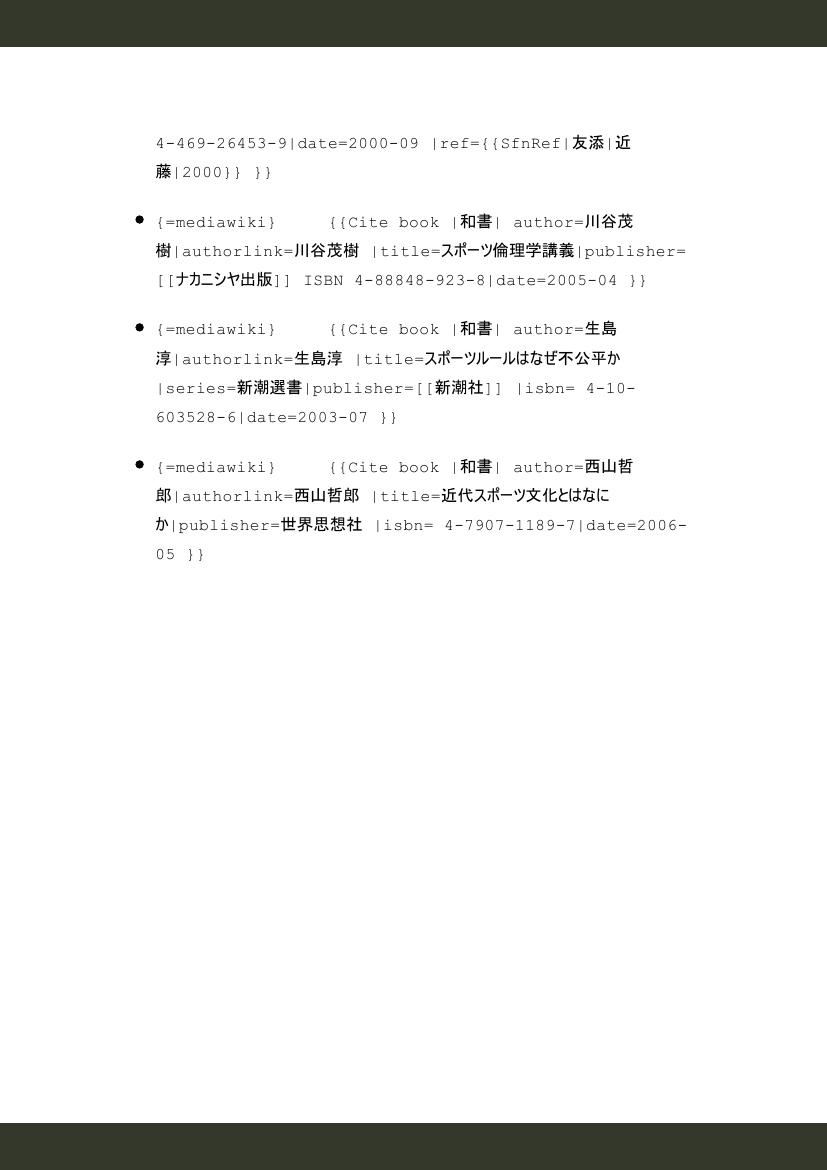 4-469-26453-9|date=2000-09 |ref={{SfnRef|友添|近
藤|2000}} }}
{=mediawiki} {{Cite book |和書| author=川谷茂
樹|authorlink=川谷茂樹 |title=スポーツ倫理学講義|publisher=
[[ナカニシヤ出版]] ISBN 4-88848-923-8|date=2005-04 }}
{=mediawiki} {{Cite book |和書| author=生島
淳|authorlink=生島淳 |title=スポーツルールはなぜ不公平か
|series=新潮選書|publisher=[[新潮社]] |isbn= 4-10-
603528-6|date=2003-07 }}
{=mediawiki} {{Cite book |和書| author=西山哲
郎|authorlink=西山哲郎 |title=近代スポーツ文化とはなに
か|publisher=世界思想社 |isbn= 4-7907-1189-7|date=2006-
05 }}